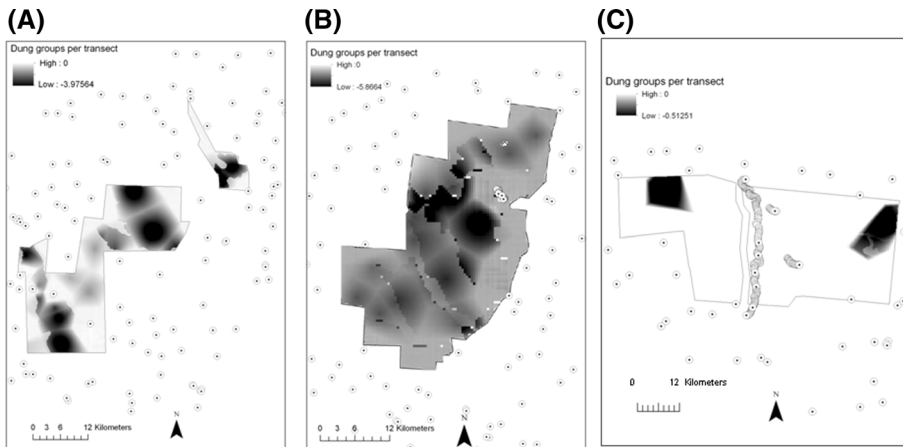 (A)
Dung groups per transect
High : 0
Low : -3.97564
N
0 3 6 12 Kilometers
(B)
Dung groups per transect
High :0
Low : -5.8664
N
0 3 6 12 Kilometers
(C)
Dung groups per transect
High : 0
Low : -0.51251
0 12 Kilometers
N